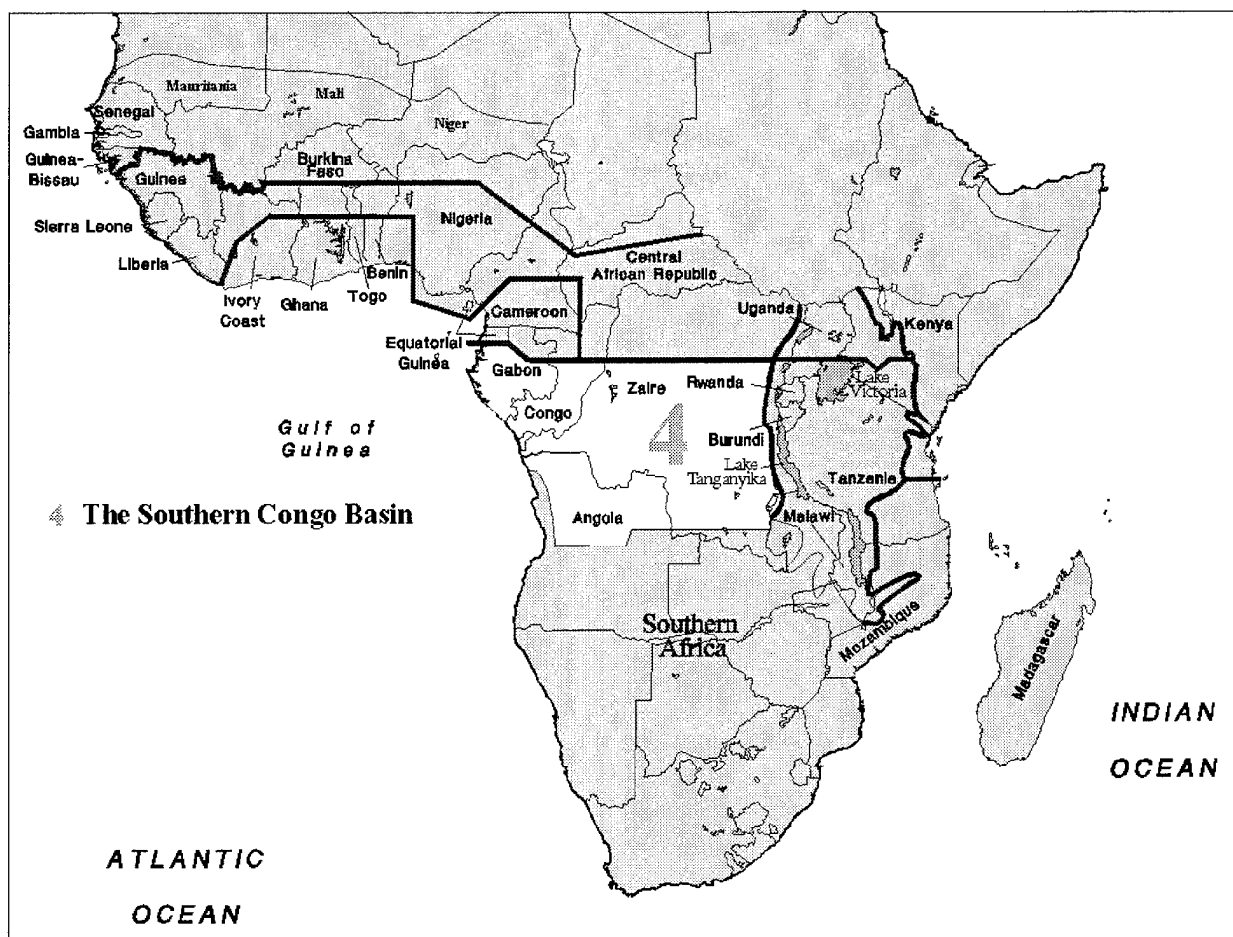 Mauritania
Mali
Niger
Senegal
Gambia
Guinea-
Bissau
Guinea
Burkina
Faso
Nigeria
Sierra Leone
Liberia
Ivory
Coast
Ghana
Togo
Benin
Central
African Republic
Cameroon
Equatorial
Guinea
Gabon
Uganda
Kenya
Zaire
Rwanda
Lake
Victoria
Congo
4
Burundi
Gulf of
Guinea
Lake
Tanganyika
Tanzania
4 The Southern Congo Basin
Angola
Malawi
Southern
Africa
Mozambique
Madagascar
INDIAN
OCEAN
ATLANTIC
OCEAN